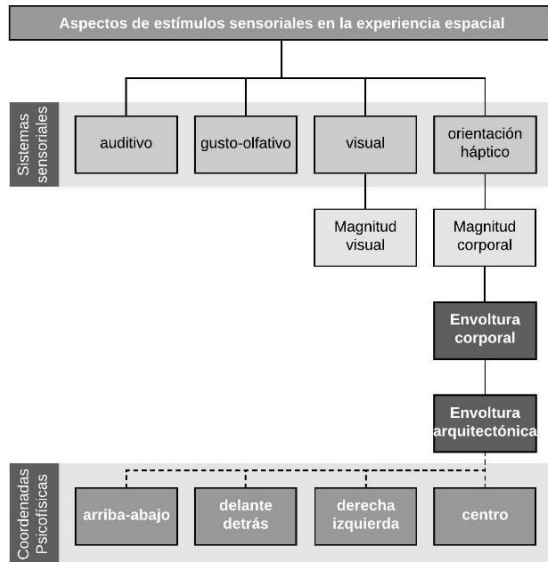 Aspectos de estímulos sensoriales en la experiencia espacial
Sistemas
sensoriales
auditivo
gusto-olfativo
visual
orientación
háptico
Magnitud
visual
Magnitud
corporal
Envoltura
corporal
Envoltura
arquitectónica
Coordenadas
Psicofísicas
arriba-abajo
delante
detrás
derecha
izquierda
centro